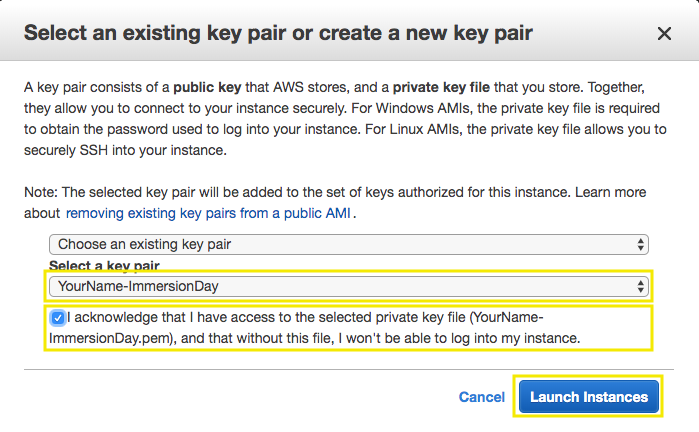 Select an existing key pair or create a new key pair
A key pair consists of a public key that AWS stores, and a private key file that you store. Together,
they allow you to connect to your instance securely. For Windows AMIs, the private key file is required
to obtain the password used to log into your instance. For Linux AMIs, the private key file allows you to
securely SSH into your instance.
Note: The selected key pair will be added to the set of keys authorized for this instance. Learn more
about removing existing key pairs from a public AMI.
Choose an existing key pair
Select a key pair
YourName-ImmersionDay
I acknowledge that I have access to the selected private key file (YourName-
ImmersionDay.pem), and that without this file, I won't be able to log into my instance.
Cancel Launch Instances